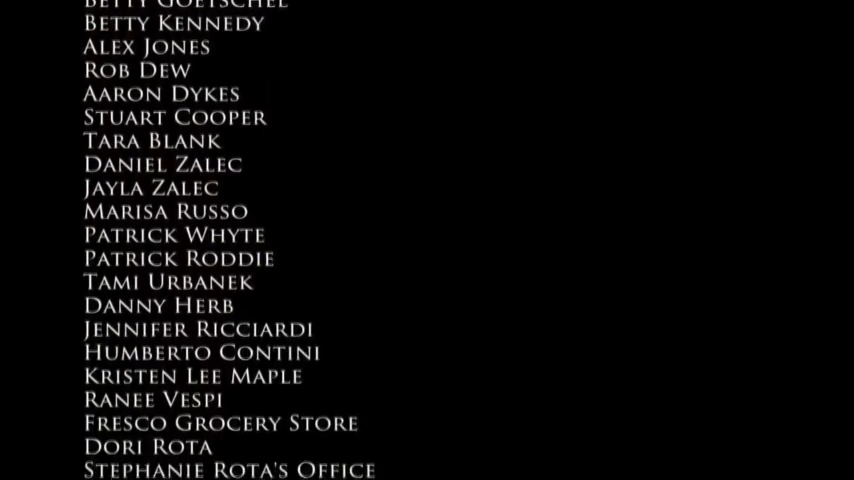 Betty Goetschel
Betty Kennedy
Alex Jones
Rob Dew
Aaron Dykes
Stuart Cooper
Tara Blank
Daniel Zalec
Jayla Zalec
Marisa Russo
Patrick Whyte
Patrick Roddie
Tami Urbanek
Danny Herb
Jennifer Ricciardi
Humberto Contini
Kristen Lee Maple
Ranee Vespi
Fresco Grocery Store
Dori Rota
Stephanie Rota's Office